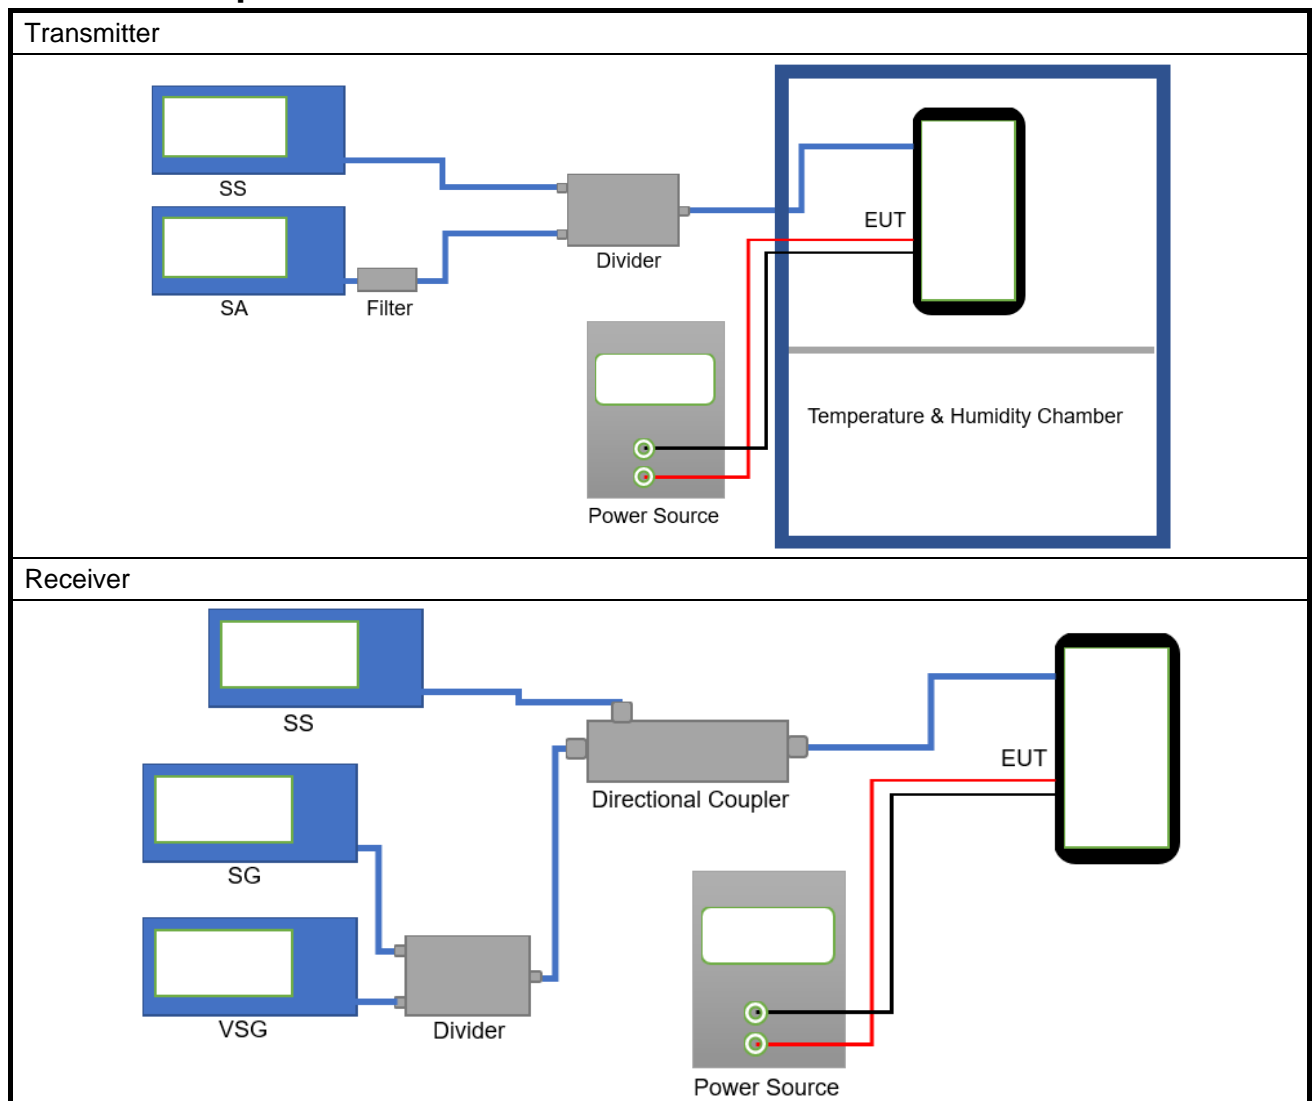 Transmitter
SS
SA
Filter
Divider
EUT
Temperature & Humidity Chamber
Power Source
Receiver
SS
Directional Coupler
EUT
SG
VSG
Divider
Power Source